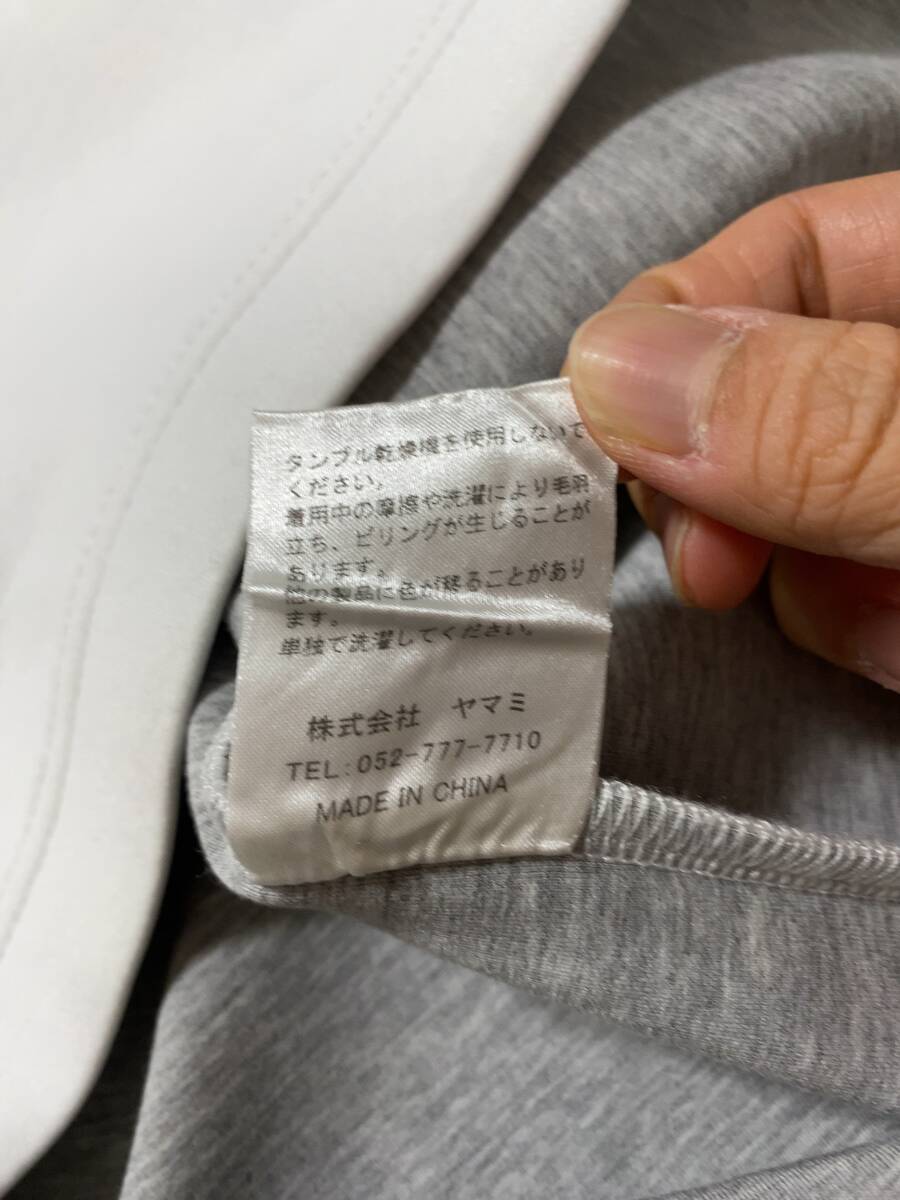 タンブル乾燥機を使用しないで
ください。
着用中の摩擦や洗濯により毛羽
立ち、ピリングが生じることが
あります。
他の製品に色が移ることがあり
ます。
単独で洗濯してください。
株式会社 ヤマミ
TEL:052-777-7710
MADE IN CHINA